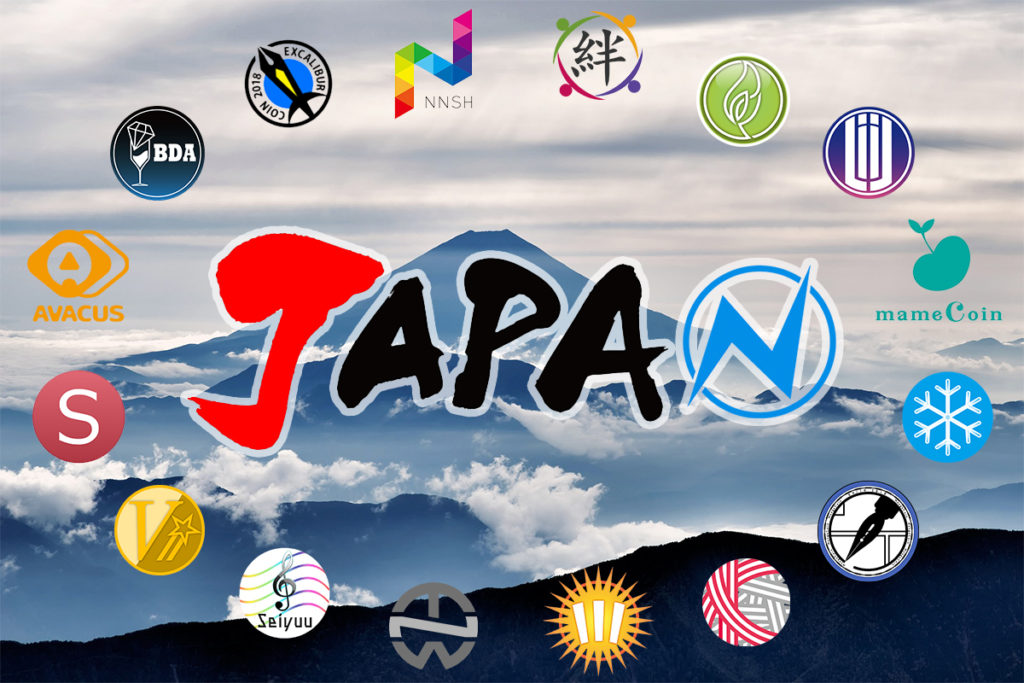 EXCALIBUR
COIN 2018
NNSH
絆
BDA
AVACUS
mameCoin
JAPAN
S
V
Seiyuu